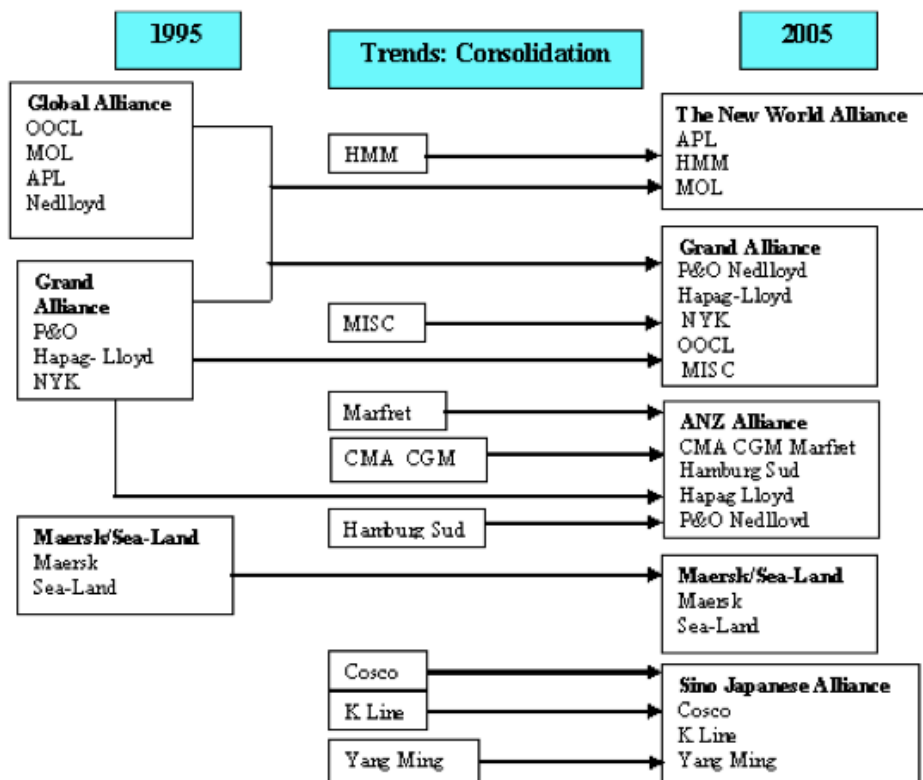 1995
Trends: Consolidation
2005
Global Alliance
OOCL
MOL
APL
Nedlloyd
Grand
Alliance
P&O
Hapag- Lloyd
NYK
Maersk/Sea-Land
Maersk
Sea-Land
HMM
MISC
Marfret
CMA CGM
Hamburg Sud
Cosco
K Line
Yang Ming
The New World Alliance
APL
HMM
MOL
Grand Alliance
P&O Nedlloyd
Hapag-Lloyd
NYK
OOCL
MISC
ANZ Alliance
CMA CGM Marfret
Hamburg Sud
Hapag Lloyd
P&O Nedlloyd
Maersk/Sea-Land
Maersk
Sea-Land
Sino Japanese Alliance
Cosco
K Line
Yang Ming